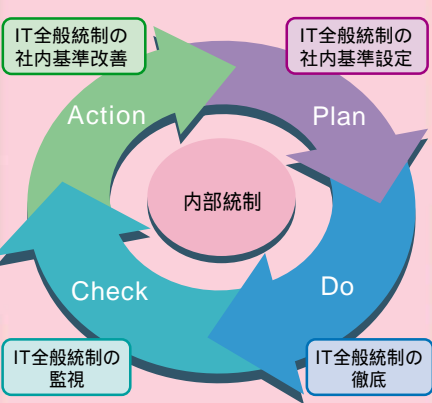 IT全般統制の
社内基準改善
IT全般統制の
社内基準設定
Action
Plan
内部統制
Check
Do
IT全般統制の
監視
IT全般統制の
徹底